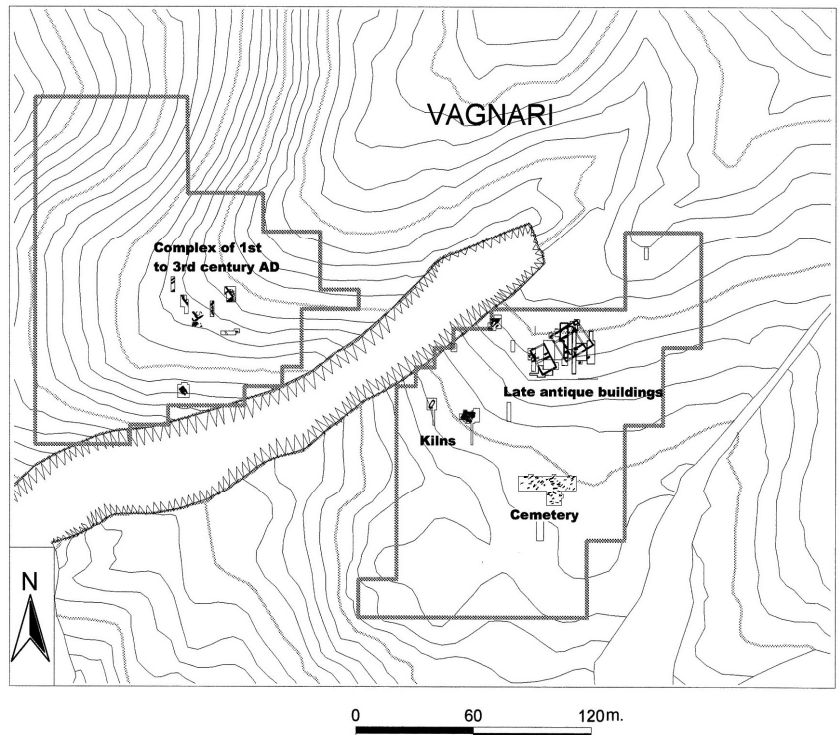 VAGNARI
Complex of 1st
to 3rd century AD
Late antique buildings
Kilns
Cemetery
N
0 60 120m.